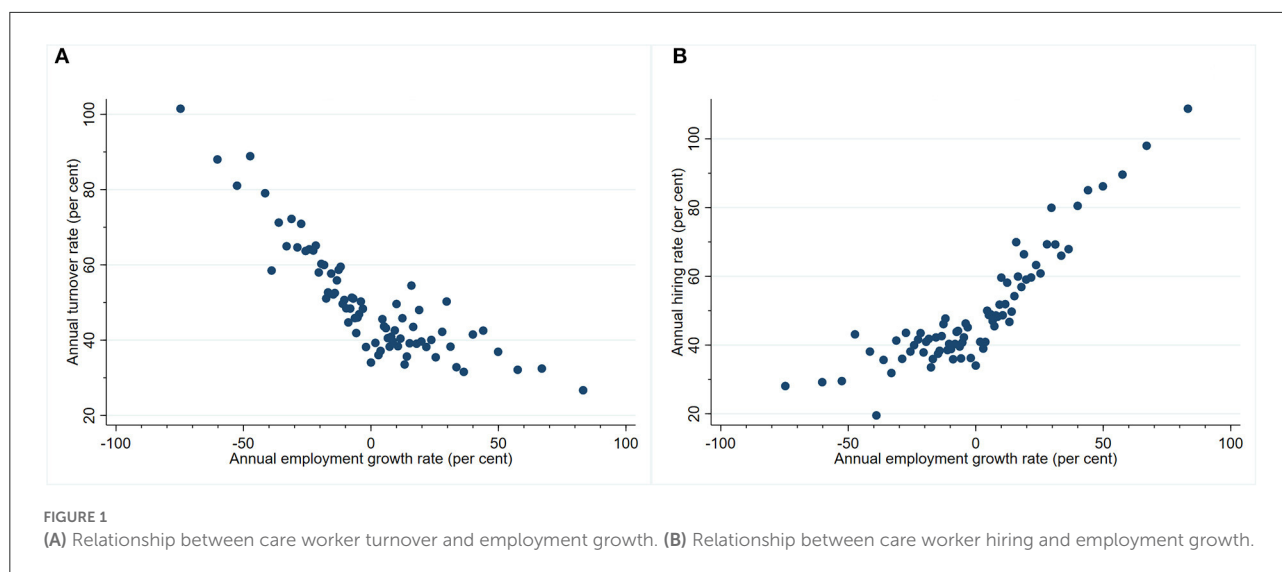 A
Annual turnover rate (per cent)
100
80
60
40
20
-100 -50 0 50 100
Annual employment growth rate (per cent)
B
Annual hiring rate (per cent)
100
80
60
40
20
-100 -50 0 50 100
Annual employment growth rate (per cent)
FIGURE 1
(A) Relationship between care worker turnover and employment growth. (B) Relationship between care worker hiring and employment growth.